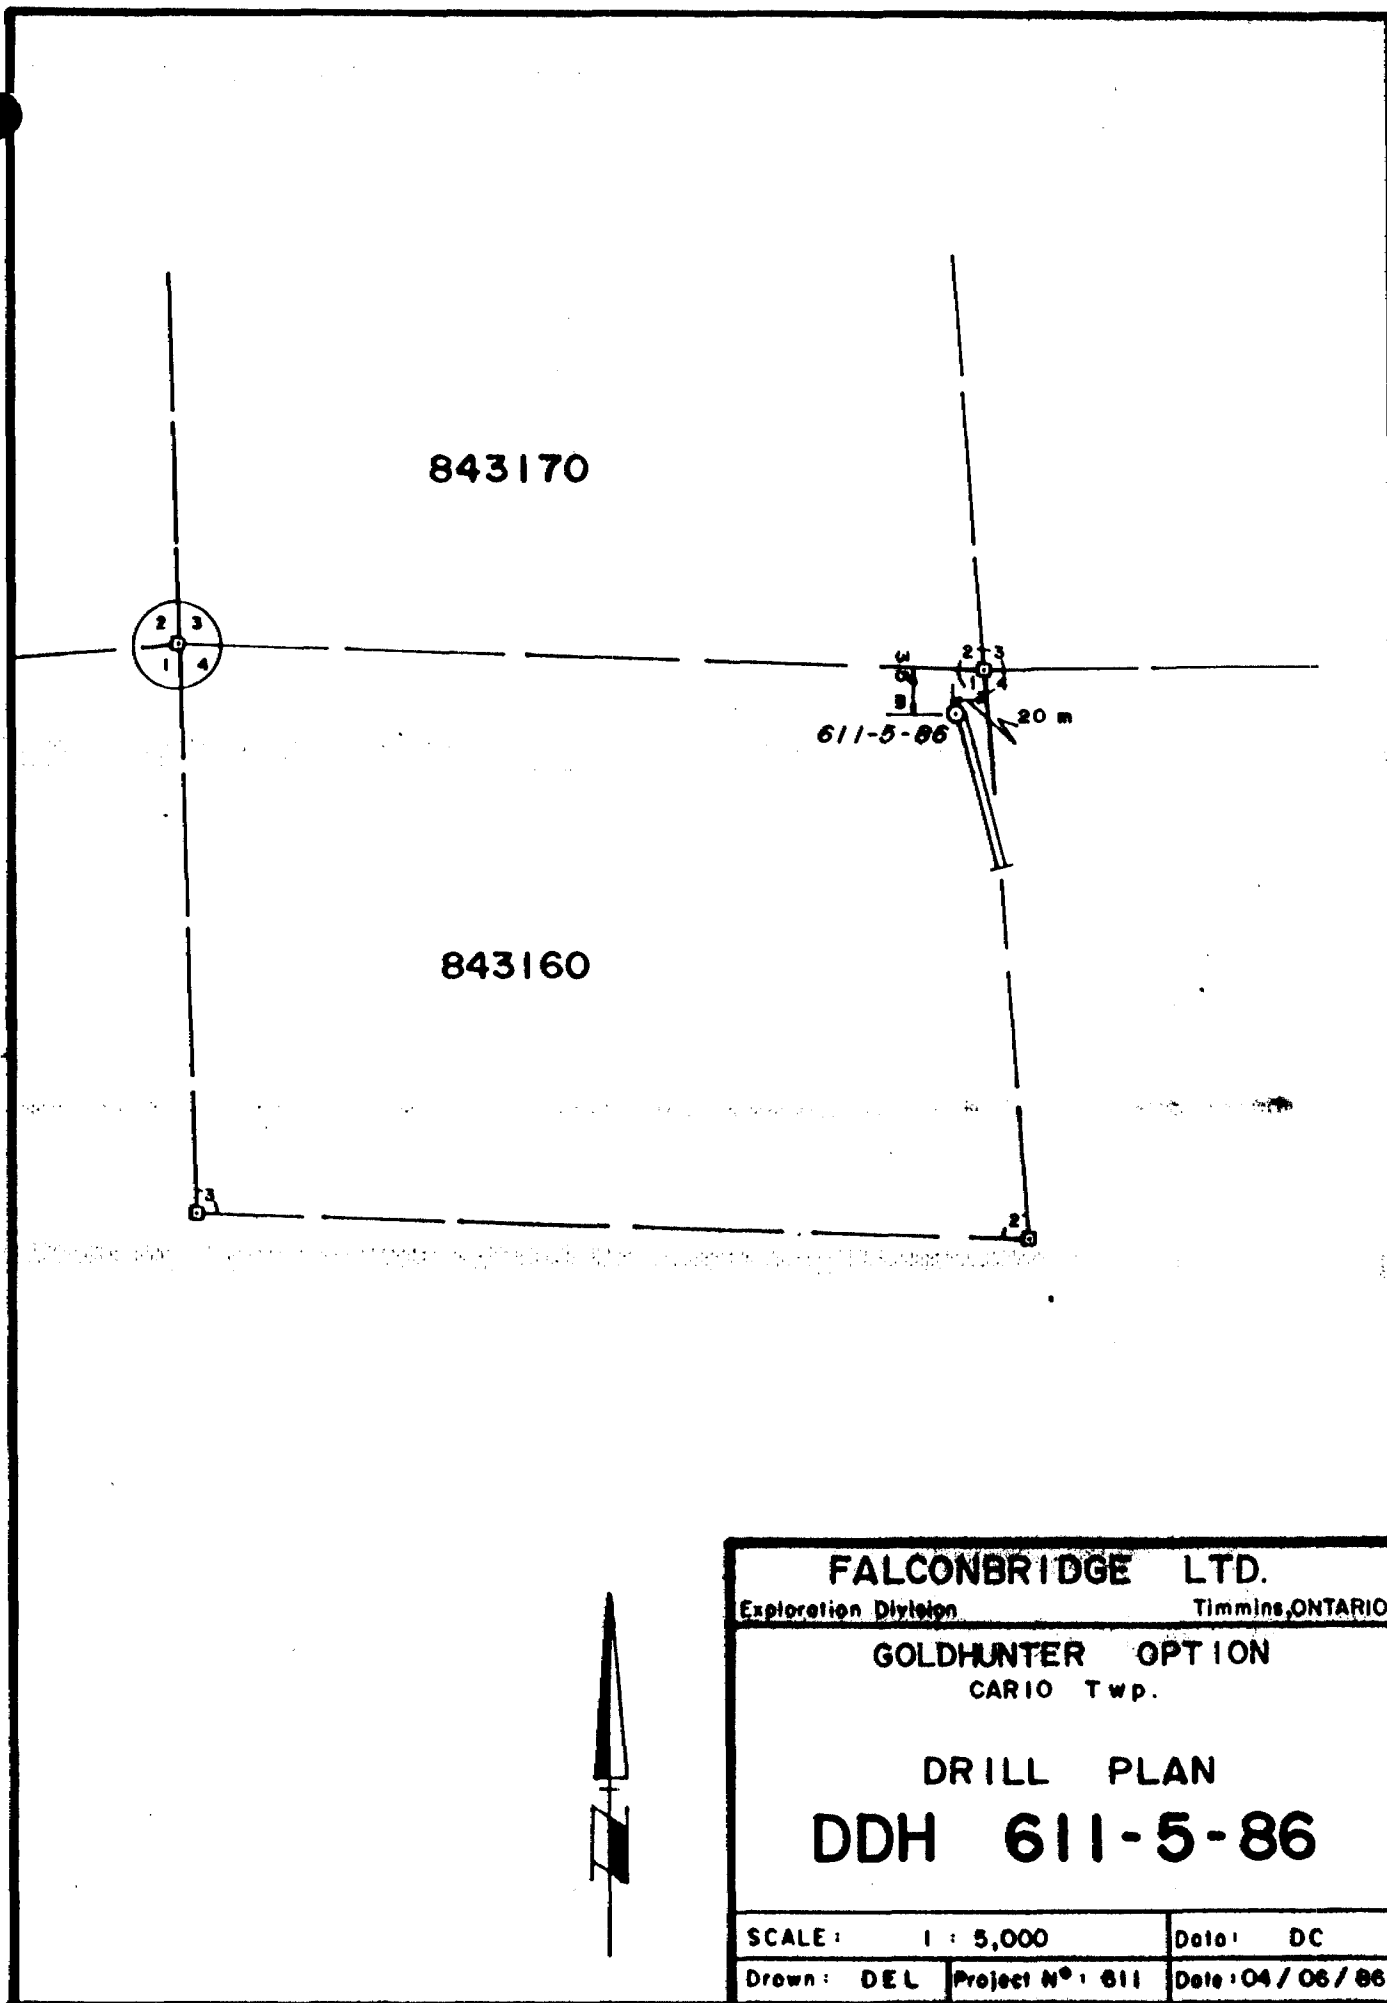 843170
2 3
1 4
2 3
1 4
20 m
611-5-86
843160
3
2
FALCONBRIDGE LTD.
Exploration Division Timmins, ONTARIO
GOLDHUNTER OPTION
CARIO Twp.
DRILL PLAN
DDH 611-5-86
SCALE: 1 : 5,000 Data: DC
Drawn: DEL Project Nº: 611 Date: 04/06/86